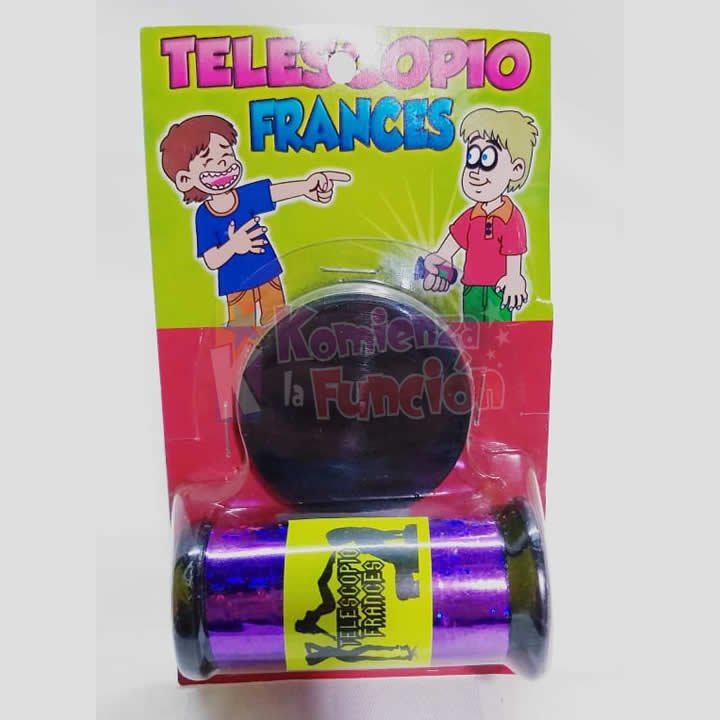 TELESCOPIO
FRANCES
Komienza
la Función
TELESCOPIO
FRANCES